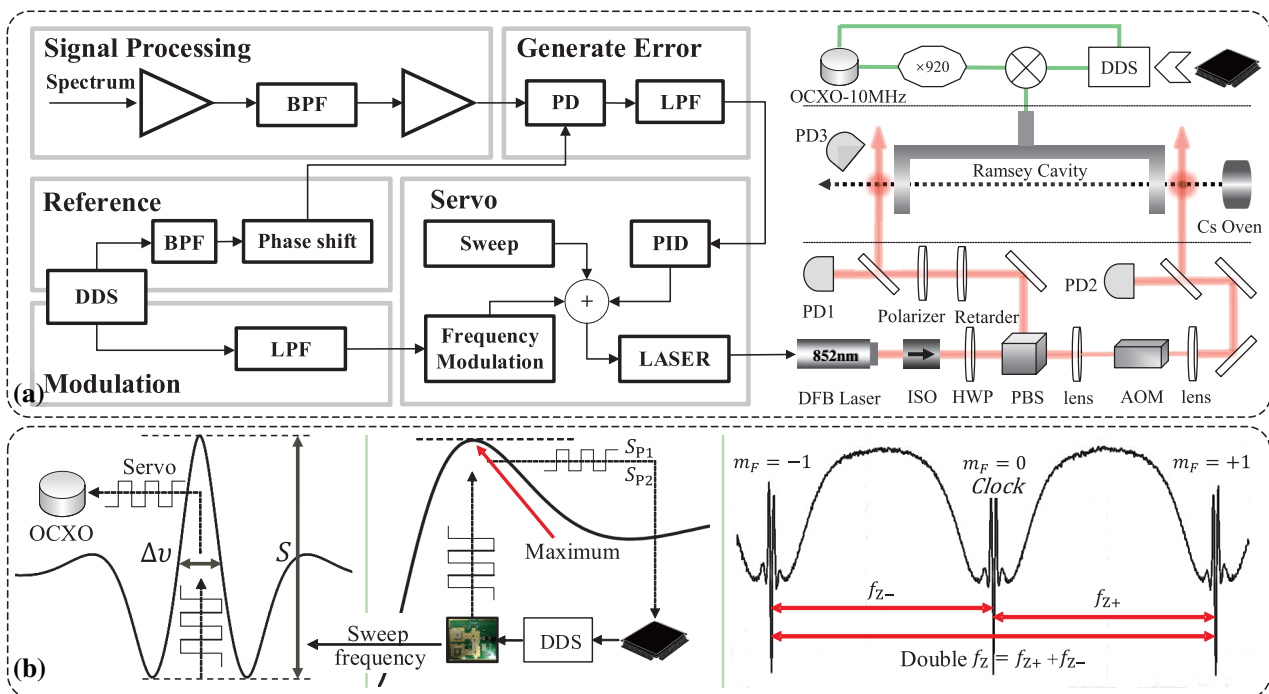 Signal Processing
Spectrum
BPF
Generate Error
PD
LPF
Reference
BPF
Phase shift
DDS
LPF
Modulation
Servo
Sweep
PID
+
Frequency
Modulation
LASER
(a)
×920
DDS
OCXO-10MHz
PD3
Ramsey Cavity
Cs Oven
PD1
Polarizer
Retarder
PD2
852nm
DFB Laser
ISO
HWP
PBS
lens
AOM
lens
Servo
OCXO
Δυ
S
(b)
S_P1
S_P2
Maximum
Sweep
frequency
DDS
m_F = −1
m_F = 0
Clock
m_F = +1
f_Z−
f_Z+
Double f_Z = f_Z+ +f_Z−